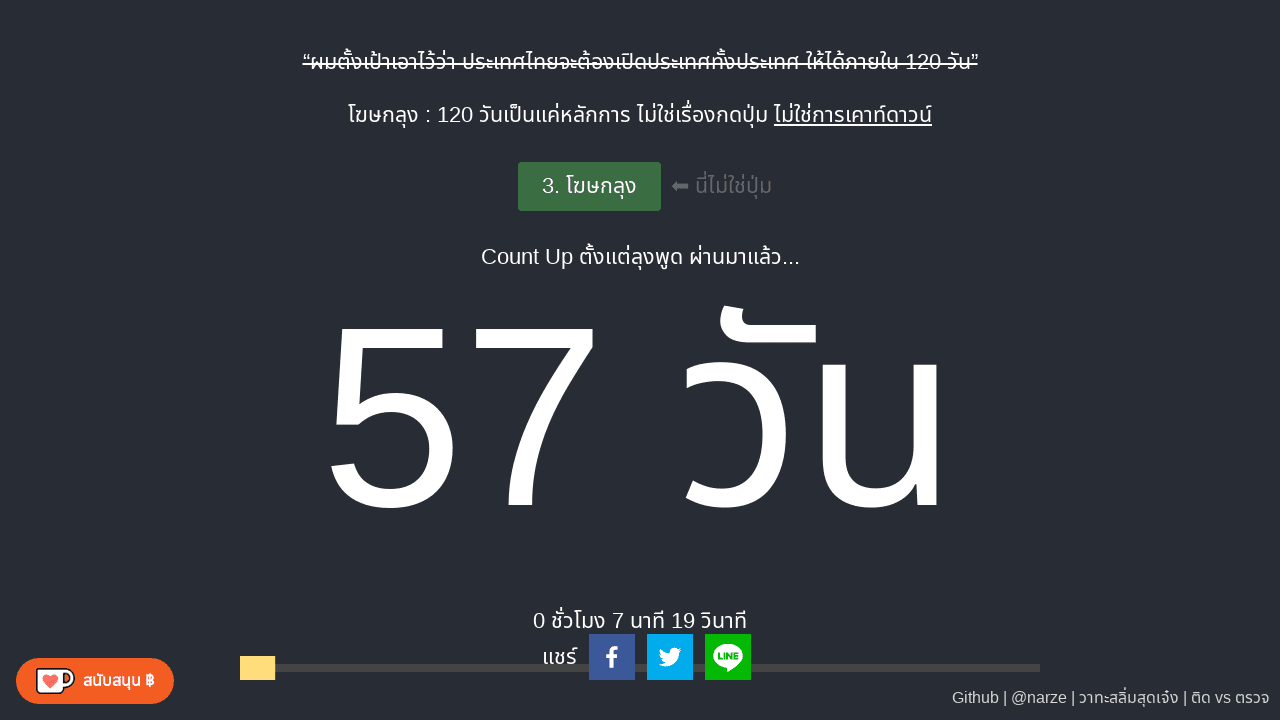 “ผมตั้งเป้าเอาไว้ว่า ประเทศไทยจะต้องเปิดประเทศทั้งประเทศ ให้ได้ภายใน 120 วัน”
โฆษกลุง : 120 วันเป็นแค่หลักการ ไม่ใช่เรื่องกดปุ่ม ไม่ใช่การเคาท์ดาวน์
3. โฆษกลุง ⬅ นี่ไม่ใช่ปุ่ม
Count Up ตั้งแต่ลุงพูด ผ่านมาแล้ว...
57 วัน
0 ชั่วโมง 7 นาที 19 วินาที
แชร์
LINE
สนับสนุน ฿
Github | @narze | วาทะสลิ่มสุดเจ๋ง | ติด vs ตรวจ